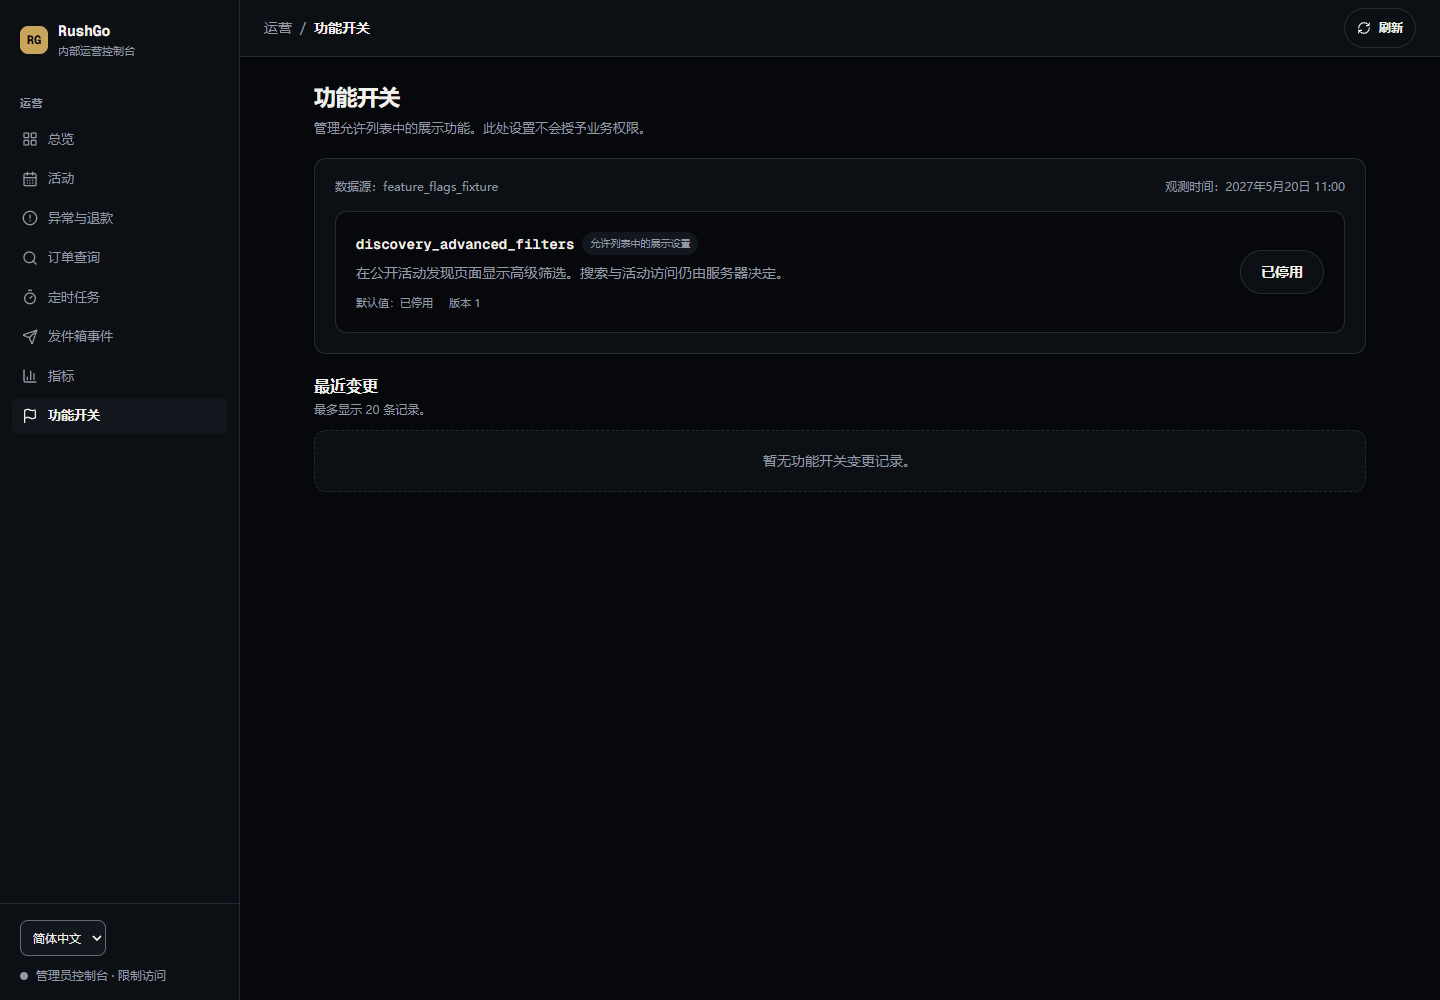 RG
RushGo
内部运营控制台
运营
总览
活动
异常与退款
订单查询
定时任务
发件箱事件
指标
功能开关
简体中文
管理员控制台 · 限制访问
运营 / 功能开关
刷新
功能开关
管理允许列表中的展示功能。此处设置不会授予业务权限。
数据源：feature_flags_fixture
观测时间：2027年5月20日 11:00
discovery_advanced_filters 允许列表中的展示设置
在公开活动发现页面显示高级筛选。搜索与活动访问仍由服务器决定。
默认值：已停用 版本 1
已停用
最近变更
最多显示 20 条记录。
暂无功能开关变更记录。